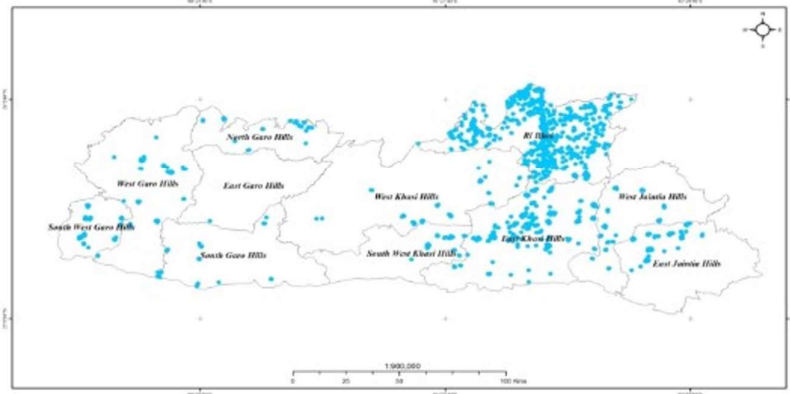 N
North Garo Hills
West Garo Hills
East Garo Hills
West Khasi Hills
West Jaintia Hills
South West Garo Hills
South Garo Hills
South West Khasi Hills
East Khasi Hills
East Jaintia Hills
1:900,000
0 25 50 100 Kms